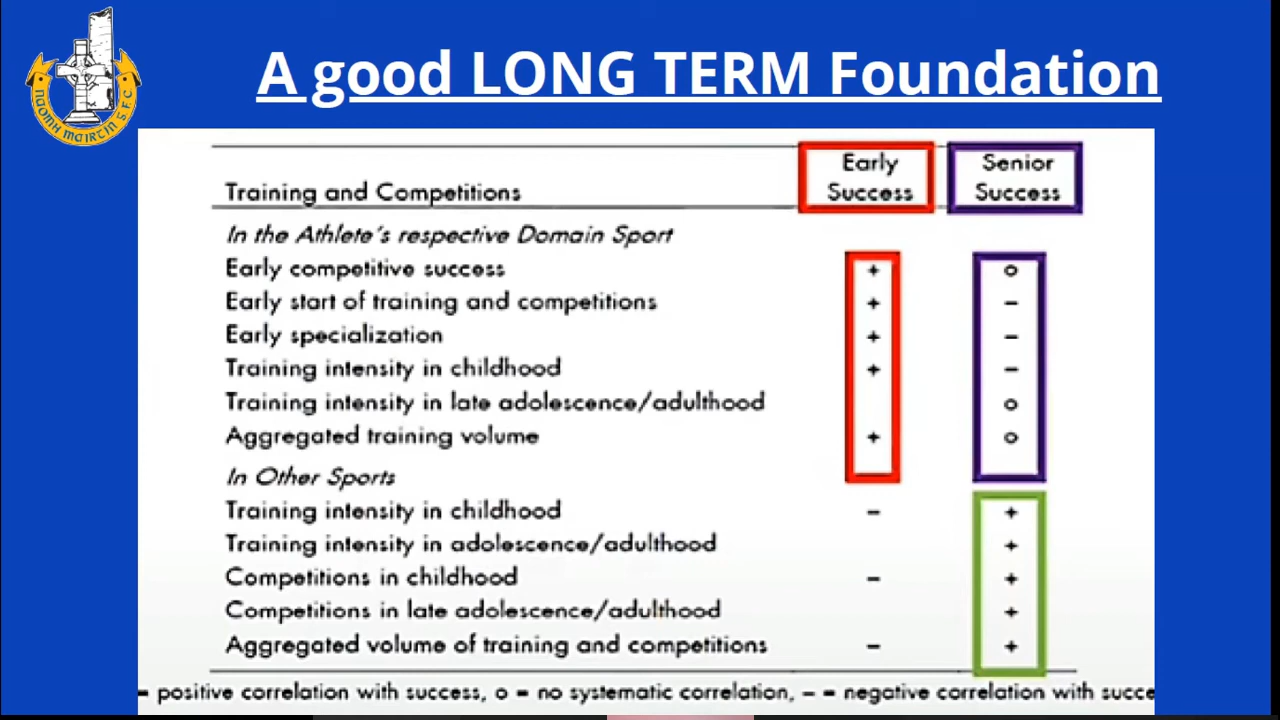 A good LONG TERM Foundation
NAOMH MAIRTIN S.F.C.
Early Success
Senior Success
Training and Competitions
In the Athlete's respective Domain Sport
Early competitive success + o
Early start of training and competitions + –
Early specialization + –
Training intensity in childhood + –
Training intensity in late adolescence/adulthood o
Aggregated training volume + o
In Other Sports
Training intensity in childhood – +
Training intensity in adolescence/adulthood +
Competitions in childhood – +
Competitions in late adolescence/adulthood +
Aggregated volume of training and competitions – +
= positive correlation with success, o = no systematic correlation, – = negative correlation with succe